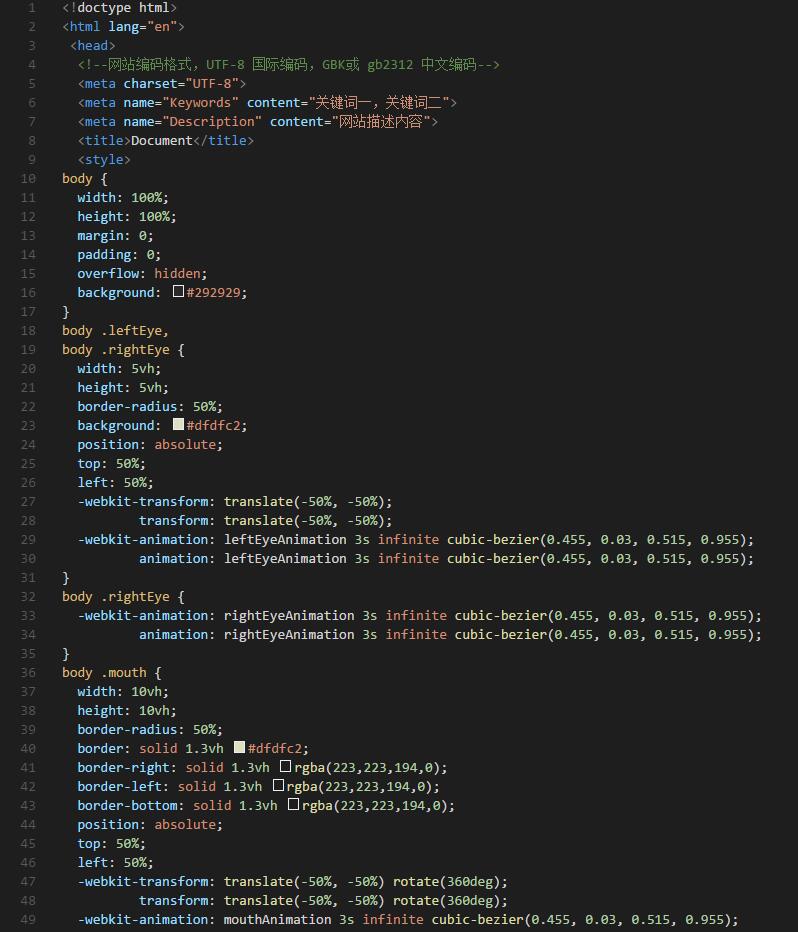 1 <!doctype html>
2 <html lang="en">
3 <head>
4 <!--网站编码格式，UTF-8 国际编码，GBK或 gb2312 中文编码-->
5 <meta charset="UTF-8">
6 <meta name="Keywords" content="关键词一，关键词二">
7 <meta name="Description" content="网站描述内容">
8 <title>Document</title>
9 <style>
10 body {
11 width: 100%;
12 height: 100%;
13 margin: 0;
14 padding: 0;
15 overflow: hidden;
16 background: #292929;
17 }
18 body .leftEye,
19 body .rightEye {
20 width: 5vh;
21 height: 5vh;
22 border-radius: 50%;
23 background: #dfdfc2;
24 position: absolute;
25 top: 50%;
26 left: 50%;
27 -webkit-transform: translate(-50%, -50%);
28 transform: translate(-50%, -50%);
29 -webkit-animation: leftEyeAnimation 3s infinite cubic-bezier(0.455, 0.03, 0.515, 0.955);
30 animation: leftEyeAnimation 3s infinite cubic-bezier(0.455, 0.03, 0.515, 0.955);
31 }
32 body .rightEye {
33 -webkit-animation: rightEyeAnimation 3s infinite cubic-bezier(0.455, 0.03, 0.515, 0.955);
34 animation: rightEyeAnimation 3s infinite cubic-bezier(0.455, 0.03, 0.515, 0.955);
35 }
36 body .mouth {
37 width: 10vh;
38 height: 10vh;
39 border-radius: 50%;
40 border: solid 1.3vh #dfdfc2;
41 border-right: solid 1.3vh rgba(223,223,194,0);
42 border-left: solid 1.3vh rgba(223,223,194,0);
43 border-bottom: solid 1.3vh rgba(223,223,194,0);
44 position: absolute;
45 top: 50%;
46 left: 50%;
47 -webkit-transform: translate(-50%, -50%) rotate(360deg);
48 transform: translate(-50%, -50%) rotate(360deg);
49 -webkit-animation: mouthAnimation 3s infinite cubic-bezier(0.455, 0.03, 0.515, 0.955);